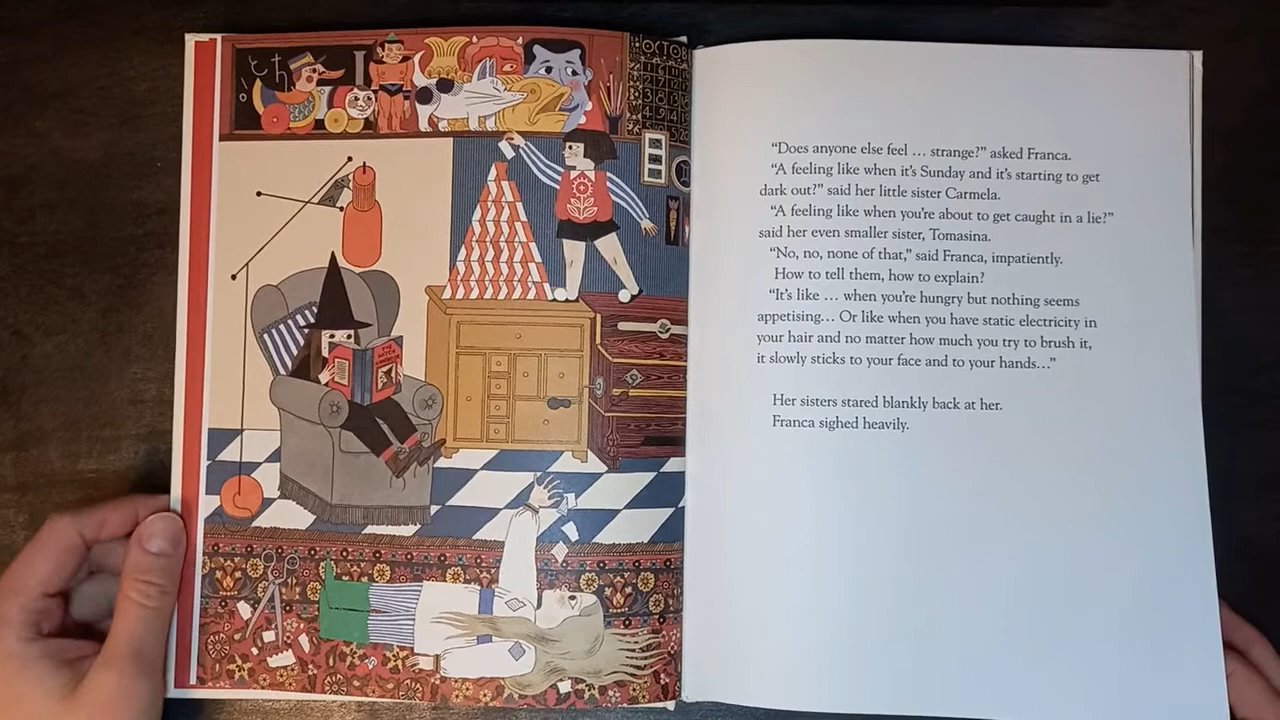 OCTOB
THE
WITCH
“Does anyone else feel … strange?” asked Franca.
“A feeling like when it’s Sunday and it’s starting to get
dark out?” said her little sister Carmela.
“A feeling like when you’re about to get caught in a lie?”
said her even smaller sister, Tomasina.
“No, no, none of that,” said Franca, impatiently.
How to tell them, how to explain?
“It’s like … when you’re hungry but nothing seems
appetising… Or like when you have static electricity in
your hair and no matter how much you try to brush it,
it slowly sticks to your face and to your hands…”
Her sisters stared blankly back at her.
Franca sighed heavily.